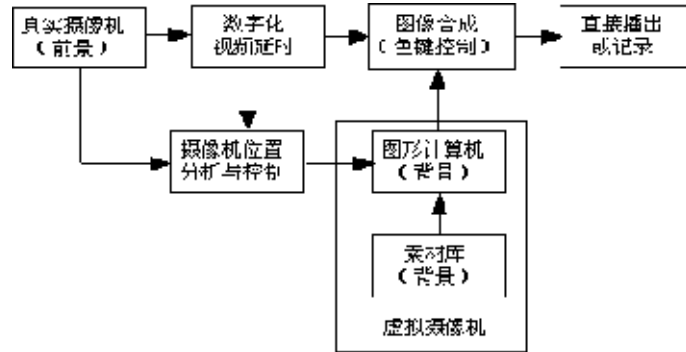 真实摄像机
（前景）
数字化
视频延时
图像合成
（色键控制）
直接播出
或记录
摄像机位置
分析与控制
图形计算机
（背景）
素材库
（背景）
虚拟摄像机